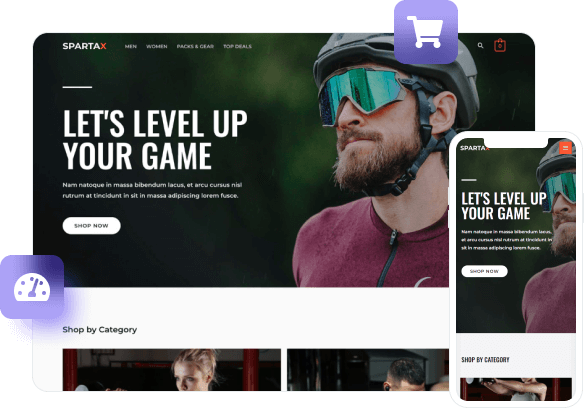 SPARTAX
MEN WOMEN PACKS & GEAR TOP DEALS
0
LET'S LEVEL UP
YOUR GAME
Nam natoque in massa bibendum lacus, et arcu cursus nisl
rutrum at tincidunt in sit in massa adipiscing lorem fusce.
SHOP NOW
Shop by Category
SPARTAX
LET'S LEVEL UP
YOUR GAME
Nam natoque in massa bibendum lacus,
et arcu cursus nisl rutrum at tincidunt in
sit in massa adipiscing lorem fusce.
SHOP NOW
SHOP BY CATEGORY